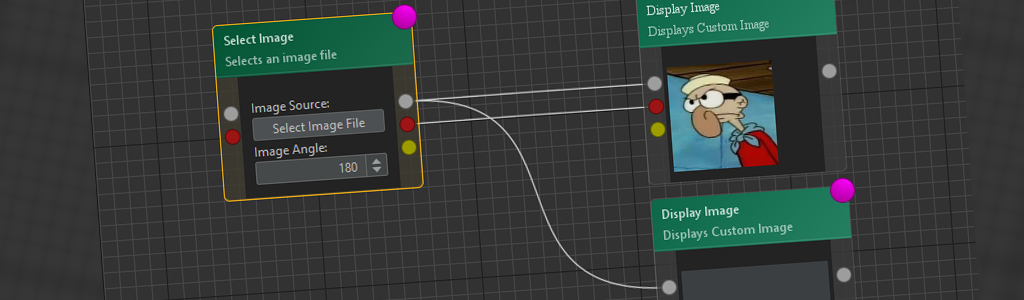 Select Image
Selects an image file
Image Source:
Select Image File
Image Angle:
180
Display Image
Displays Custom Image
Display Image
Displays Custom Image